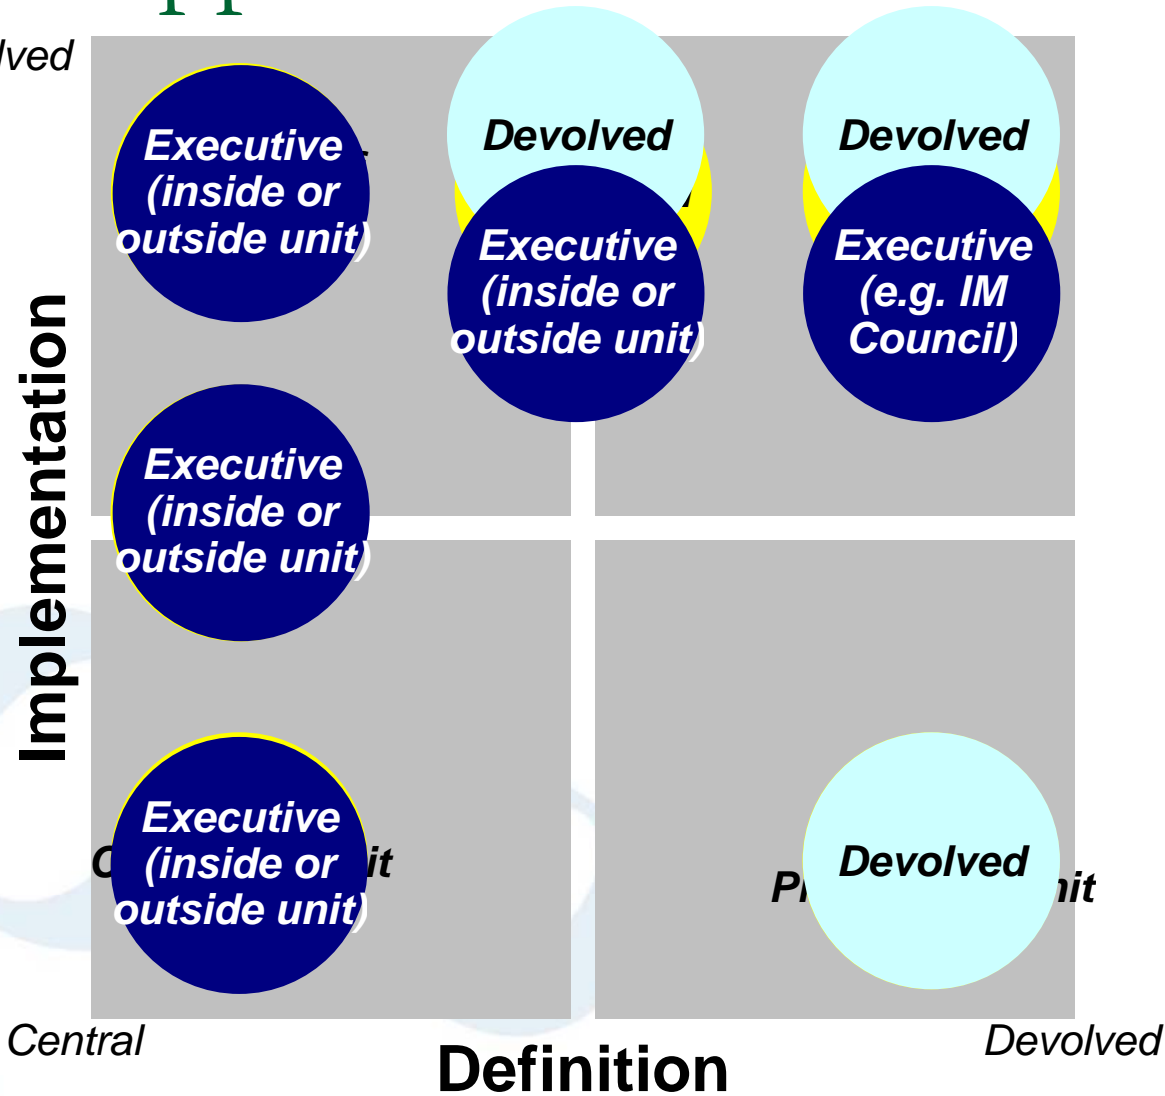 Devolved
Devolved
Executive
(inside or
outside unit)
Executive
(inside or
outside unit)
Executive
(e.g. IM
Council)
Executive
(inside or
outside unit)
Implementation
Executive
(inside or
outside unit)
Devolved
Central
Definition
Devolved